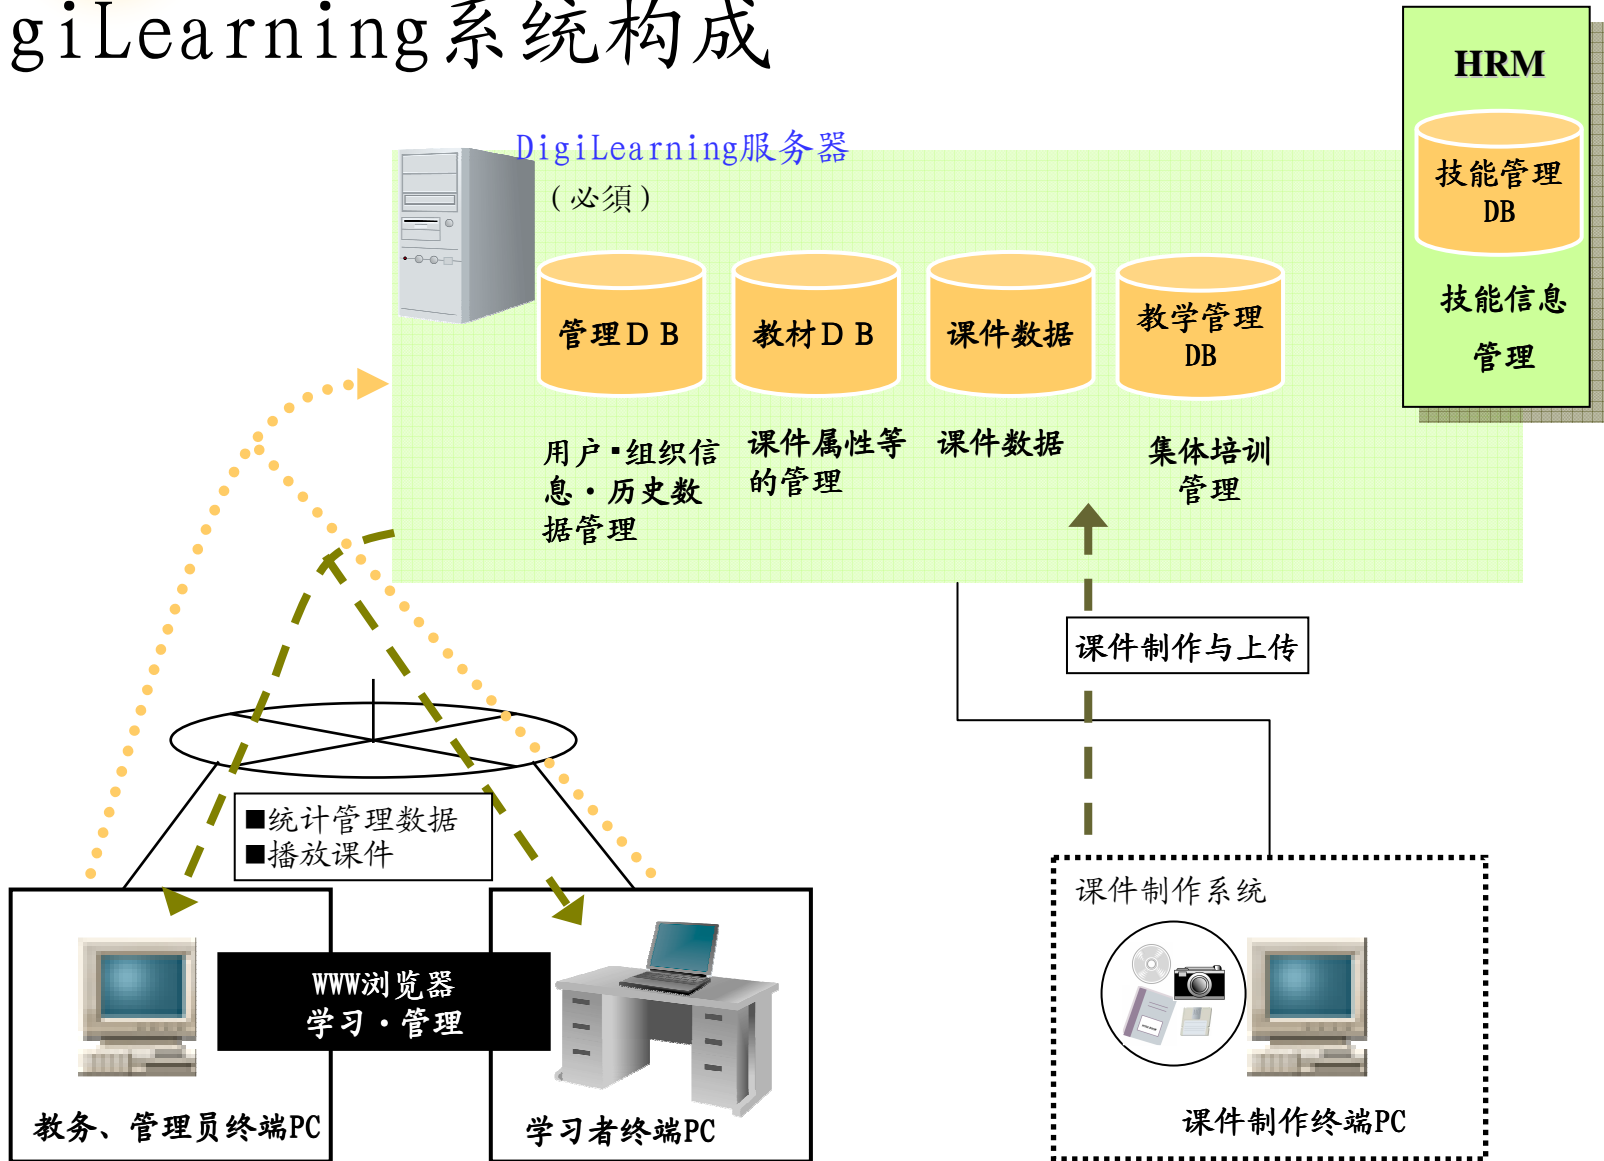 giLearning系统构成
HRM
技能管理
DB
技能信息
管理
DigiLearning服务器
（必須）
管理ＤＢ
教材ＤＢ
课件数据
教学管理
DB
用户▪组织信
息・历史数
据管理
课件属性等
的管理
课件数据
集体培训
管理
课件制作与上传
■统计管理数据
■播放课件
WWW浏览器
学习・管理
教务、管理员终端PC
学习者终端PC
课件制作系统
课件制作终端PC